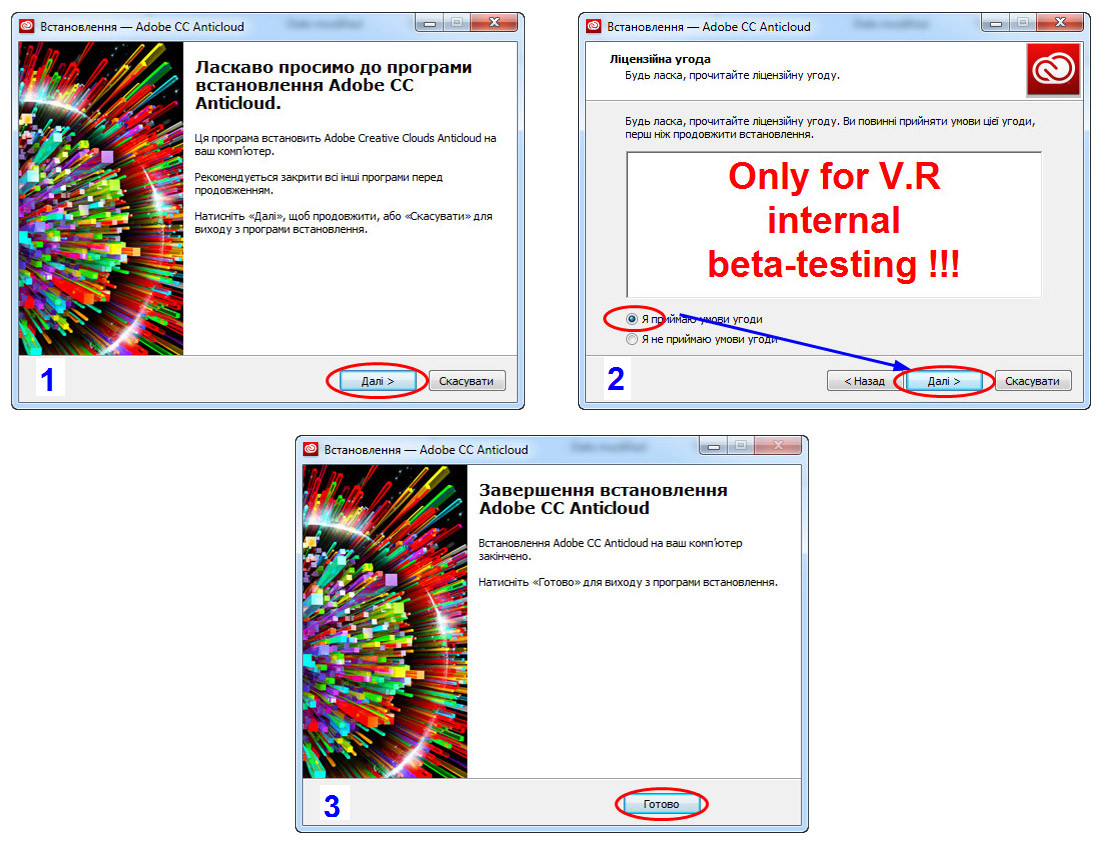 Встановлення — Adobe CC Anticloud
Ласкаво просимо до програми
встановлення Adobe CC
Anticloud.
Ця програма встановить Adobe Creative Clouds Anticloud на
ваш комп'ютер.
Рекомендується закрити всі інші програми перед
продовженням.
Натисніть «Далі», щоб продовжити, або «Скасувати» для
виходу з програми встановлення.
1
Далі >
Скасувати
Встановлення — Adobe CC Anticloud
Ліцензійна угода
Будь ласка, прочитайте ліцензійну угоду.
Будь ласка, прочитайте ліцензійну угоду. Ви повинні прийняти умови цієї угоди,
перш ніж продовжити встановлення.
Only for V.R
internal
beta-testing !!!
Я приймаю умови угоди
Я не приймаю умови угоди
2
< Назад
Далі >
Скасувати
Встановлення — Adobe CC Anticloud
Завершення встановлення
Adobe CC Anticloud
Встановлення Adobe CC Anticloud на ваш комп'ютер
закінчено.
Натисніть «Готово» для виходу з програми встановлення.
3
Готово